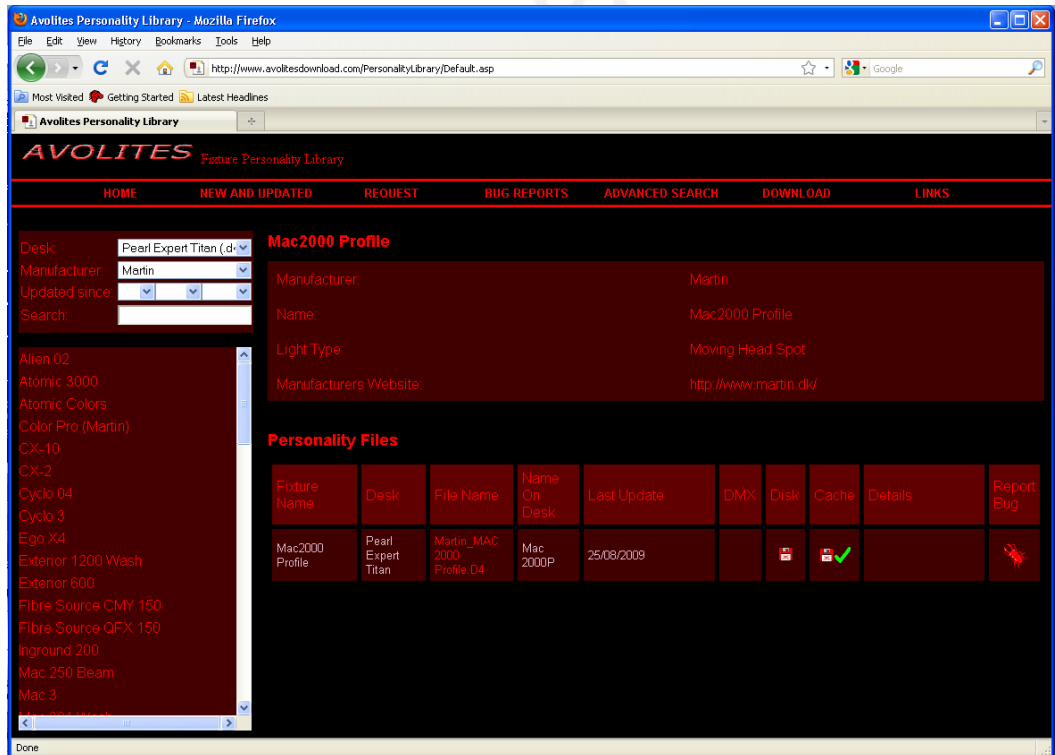 Avolites Personality Library - Mozilla Firefox
File Edit View History Bookmarks Tools Help
http://www.avolitesdownload.com/PersonalityLibrary/Default.asp
Google
Most Visited Getting Started Latest Headlines
Avolites Personality Library
AVOLITES Fixture Personality Library
HOME NEW AND UPDATED REQUEST BUG REPORTS ADVANCED SEARCH DOWNLOAD LINKS
Desk: Pearl Expert Titan (.d
Manufacturer: Martin
Updated since:
Search:
Alien 02
Atomic 3000
Atomic Colors
Color Pro (Martin)
CX-10
CX-2
Cyclo 04
Cyclo 3
Ego X4
Exterior 1200 Wash
Exterior 600
Fibre Source CMY 150
Fibre Source QFX 150
Inground 200
Mac 250 Beam
Mac 3
Mac2000 Profile
Manufacturer: Martin
Name: Mac2000 Profile
Light Type: Moving Head Spot
Manufacturers Website: http://www.martin.dk/
Personality Files
Fixture Name Desk File Name Name On Desk Last Update DMX Disk Cache Details Report Bug
Mac2000 Profile Pearl Expert Titan Martin_MAC 2000 Profile.D4 Mac 2000P 25/08/2009
Done